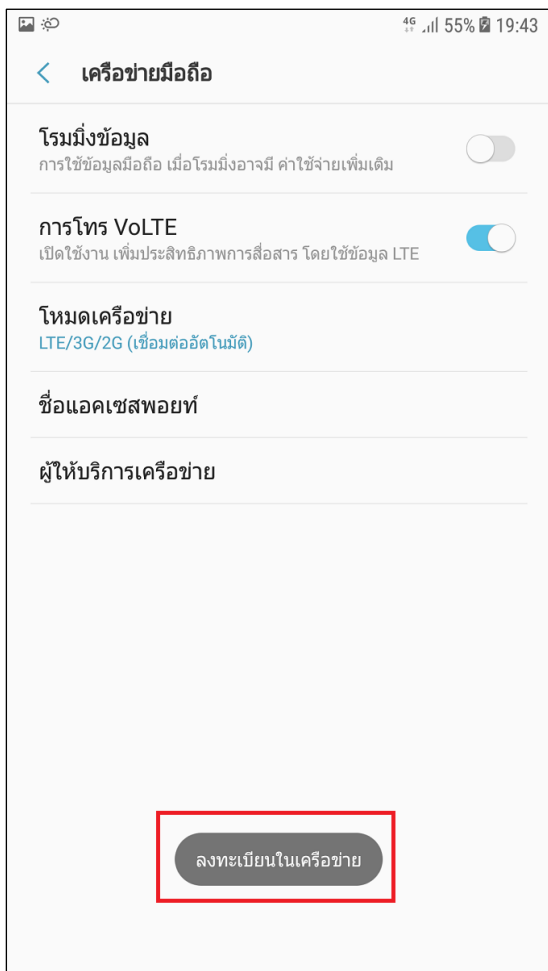 4G 55% 19:43
เครือข่ายมือถือ
โรมมิ่งข้อมูล
การใช้ข้อมูลมือถือ เมื่อโรมมิ่งอาจมี ค่าใช้จ่ายเพิ่มเติม
การโทร VoLTE
เปิดใช้งาน เพิ่มประสิทธิภาพการสื่อสาร โดยใช้ข้อมูล LTE
โหมดเครือข่าย
LTE/3G/2G (เชื่อมต่ออัตโนมัติ)
ชื่อแอคเซสพอยท์
ผู้ให้บริการเครือข่าย
ลงทะเบียนในเครือข่าย